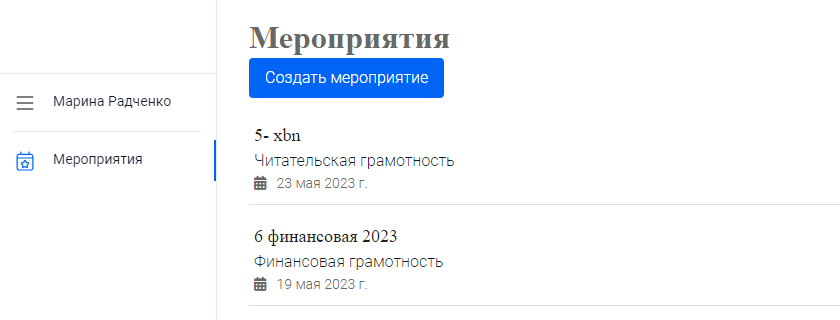 Мероприятия
Создать мероприятие
Марина Радченко
Мероприятия
5- xbn
Читательская грамотность
23 мая 2023 г.
6 финансовая 2023
Финансовая грамотность
19 мая 2023 г.